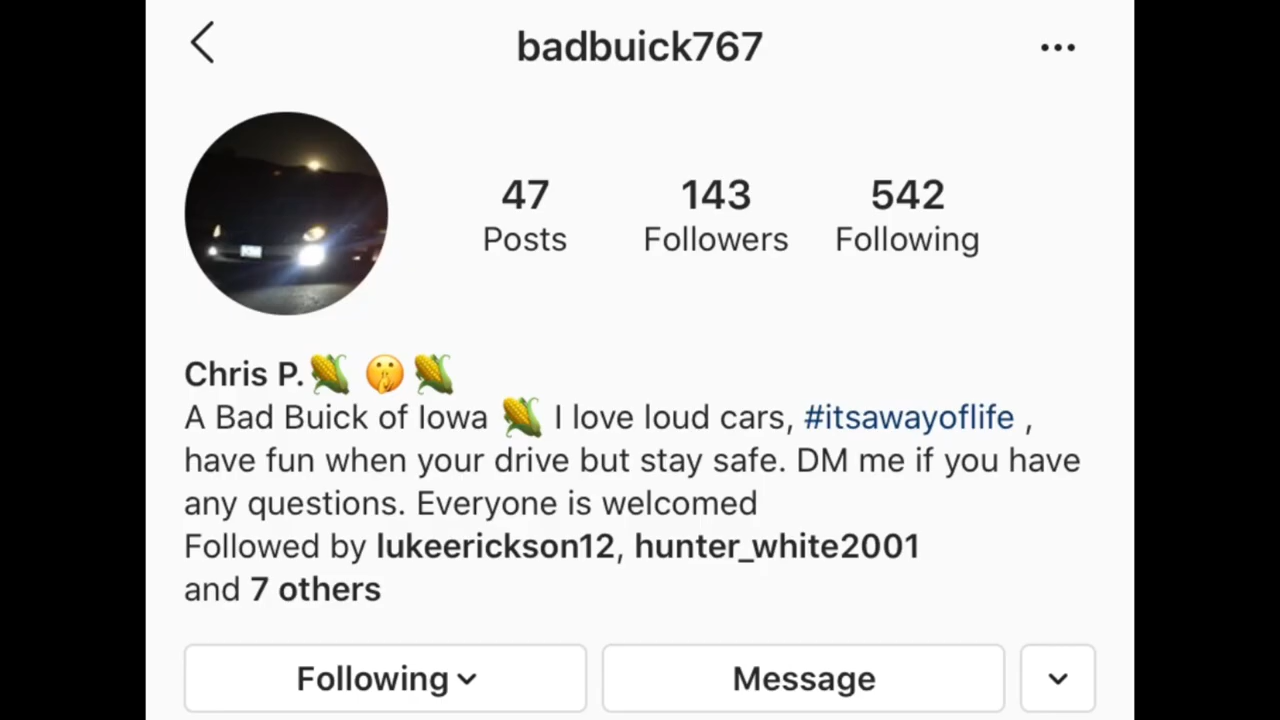 badbuick767
47 143 542
Posts Followers Following
Chris P.🌽 🤫 🌽
A Bad Buick of Iowa 🌽 I love loud cars, #itsawayoflife ,
have fun when your drive but stay safe. DM me if you have
any questions. Everyone is welcomed
Followed by lukeerickson12, hunter_white2001
and 7 others
Following Message